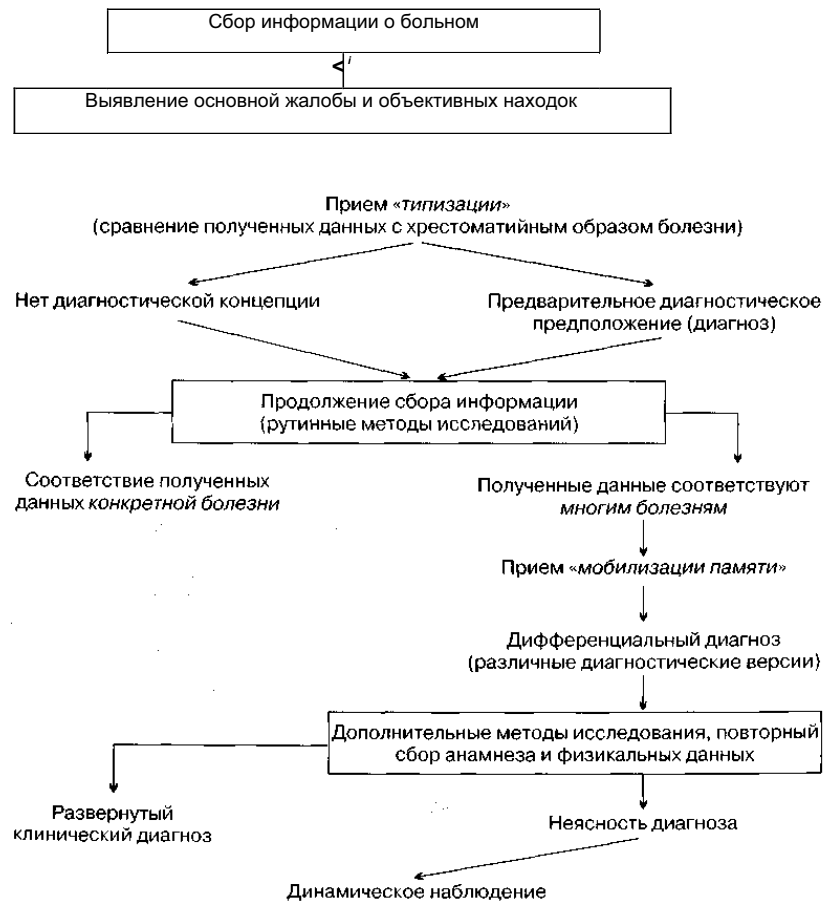 Сбор информации о больном
Выявление основной жалобы и объективных находок
Прием «типизации»
(сравнение полученных данных с хрестоматийным образом болезни)
Нет диагностической концепции
Предварительное диагностическое
предположение (диагноз)
Продолжение сбора информации
(рутинные методы исследований)
Соответствие полученных
данных конкретной болезни
Полученные данные соответствуют
многим болезням
Прием «мобилизации памяти»
Дифференциальный диагноз
(различные диагностические версии)
Дополнительные методы исследования, повторный
сбор анамнеза и физикальных данных
Развернутый
клинический диагноз
Неясность диагноза
Динамическое наблюдение